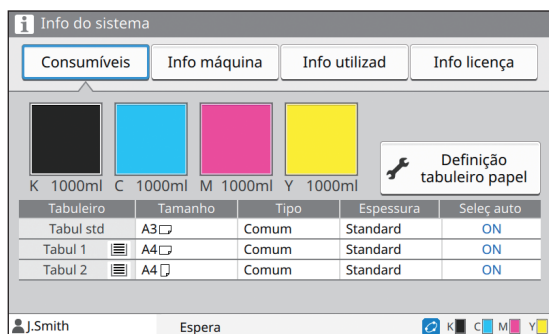 Info do sistema
Consumíveis Info máquina Info utilizad Info licença
K 1000ml C 1000ml M 1000ml Y 1000ml
Definição
tabuleiro papel
Tabuleiro Tamanho Tipo Espessura Seleç auto
Tabul std A3 Comum Standard ON
Tabul 1 A4 Comum Standard ON
Tabul 2 A4 Comum Standard ON
J.Smith Espera K C M Y